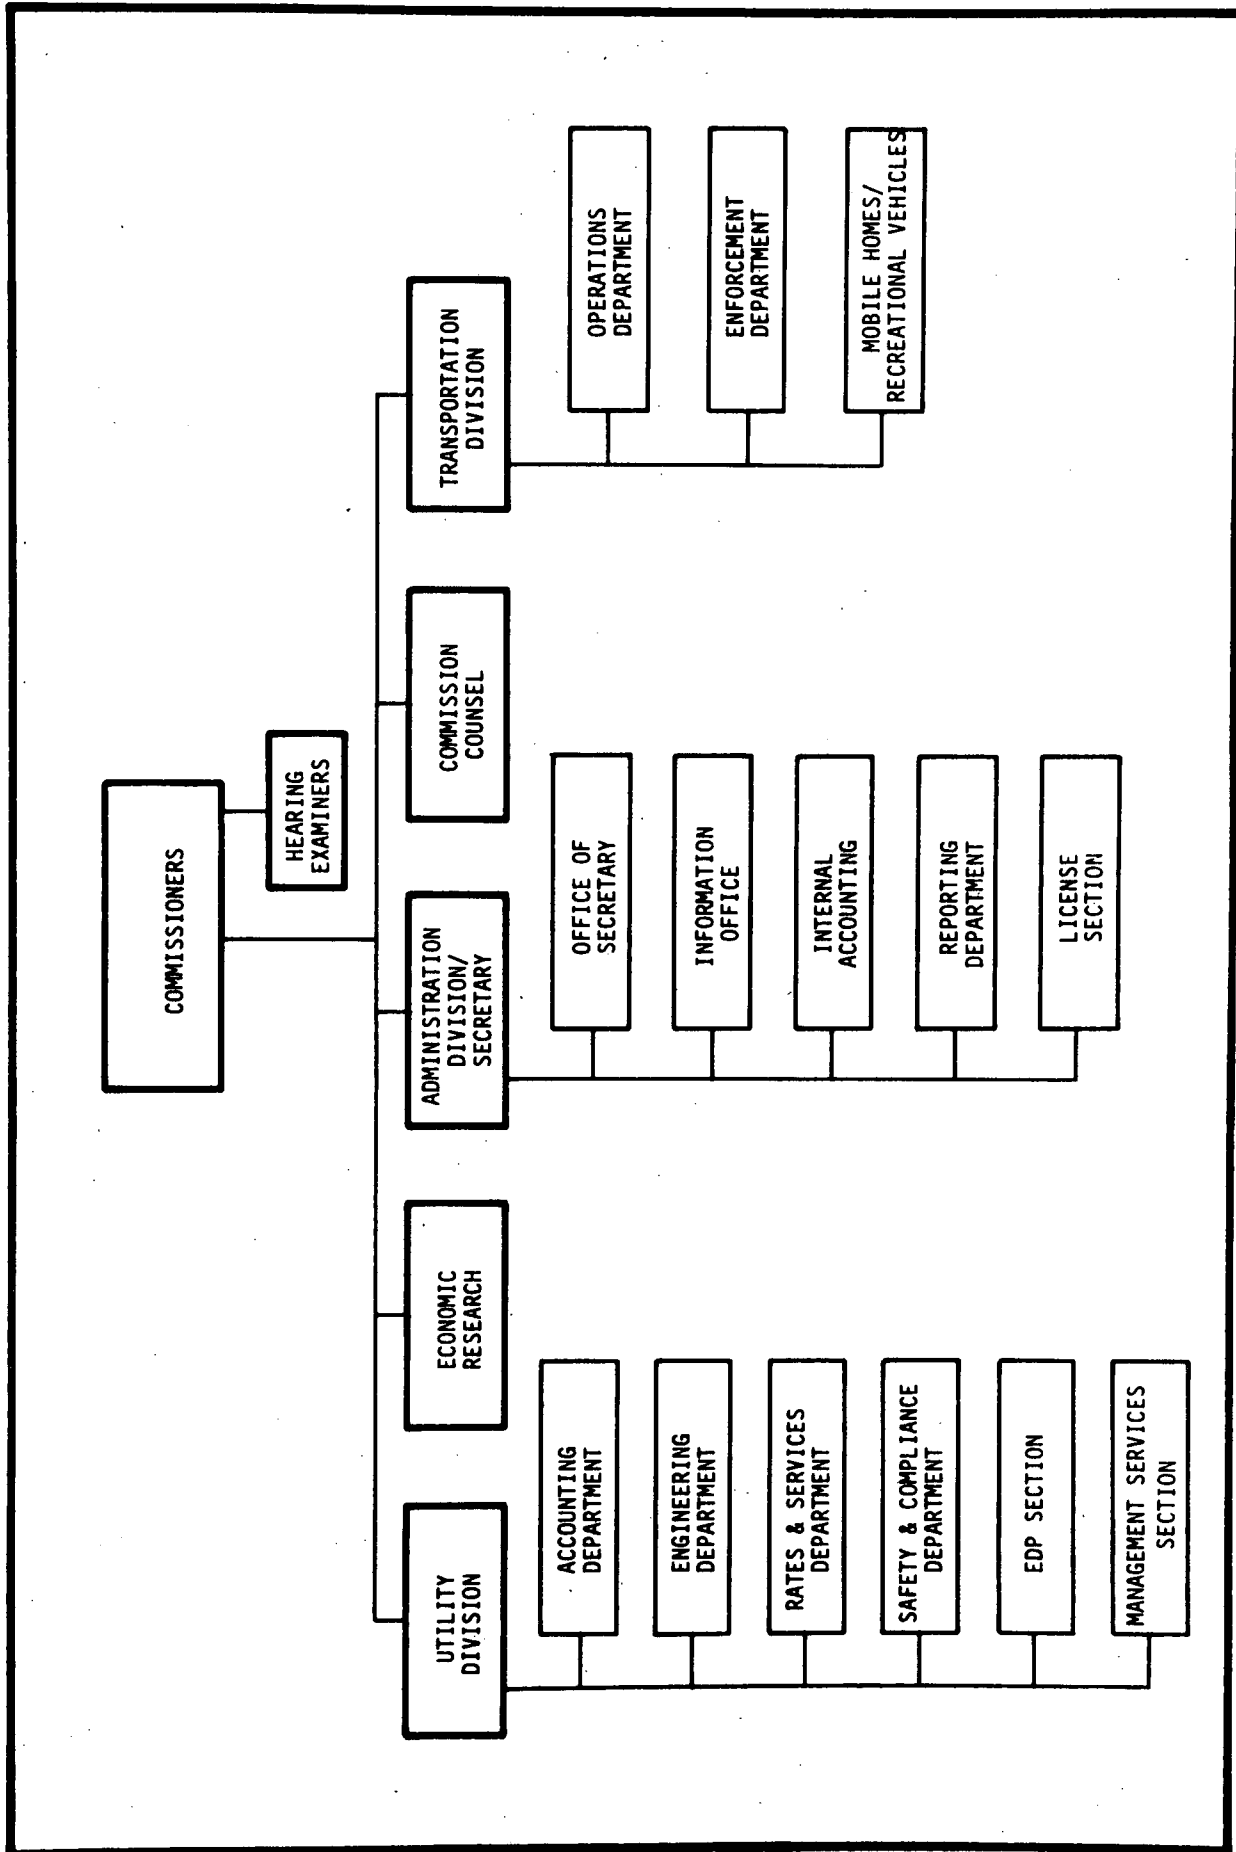 COMMISSIONERS
HEARING
EXAMINERS
UTILITY
DIVISION
ECONOMIC
RESEARCH
ADMINISTRATION
DIVISION/
SECRETARY
COMMISSION
COUNSEL
TRANSPORTATION
DIVISION
ACCOUNTING
DEPARTMENT
ENGINEERING
DEPARTMENT
RATES & SERVICES
DEPARTMENT
SAFETY & COMPLIANCE
DEPARTMENT
EDP SECTION
MANAGEMENT SERVICES
SECTION
OFFICE OF
SECRETARY
INFORMATION
OFFICE
INTERNAL
ACCOUNTING
REPORTING
DEPARTMENT
LICENSE
SECTION
OPERATIONS
DEPARTMENT
ENFORCEMENT
DEPARTMENT
MOBILE HOMES/
RECREATIONAL VEHICLES